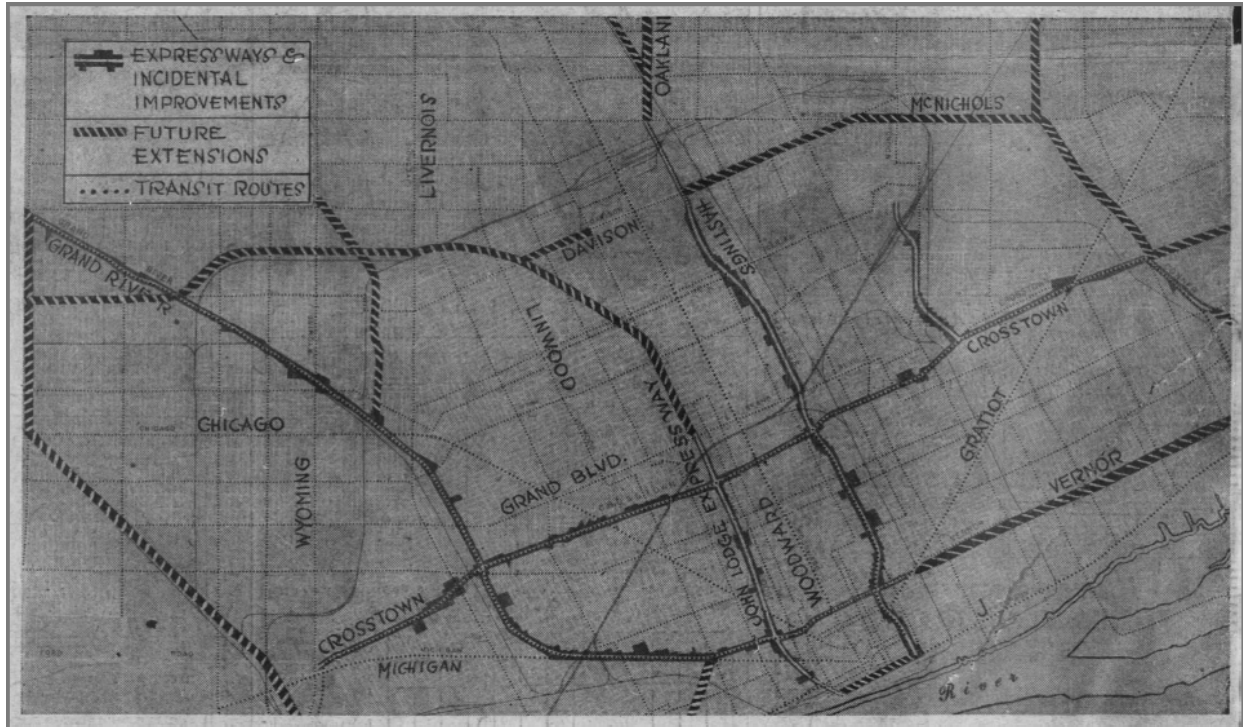 EXPRESSWAYS &
INCIDENTAL
IMPROVEMENTS
FUTURE
EXTENSIONS
TRANSIT ROUTES
OAKLAN
LIVERNOIS
McNICHOLS
GRAND RIVER
DAVISON
HASTINGS
LINWOOD
CROSSTOWN
CHICAGO
WYOMING
GRAND BLVD.
JOHN LODGE EXPRESSWAY
WOODWARD
GRATIOT
VERNOR
CROSSTOWN
MICHIGAN
J.
River